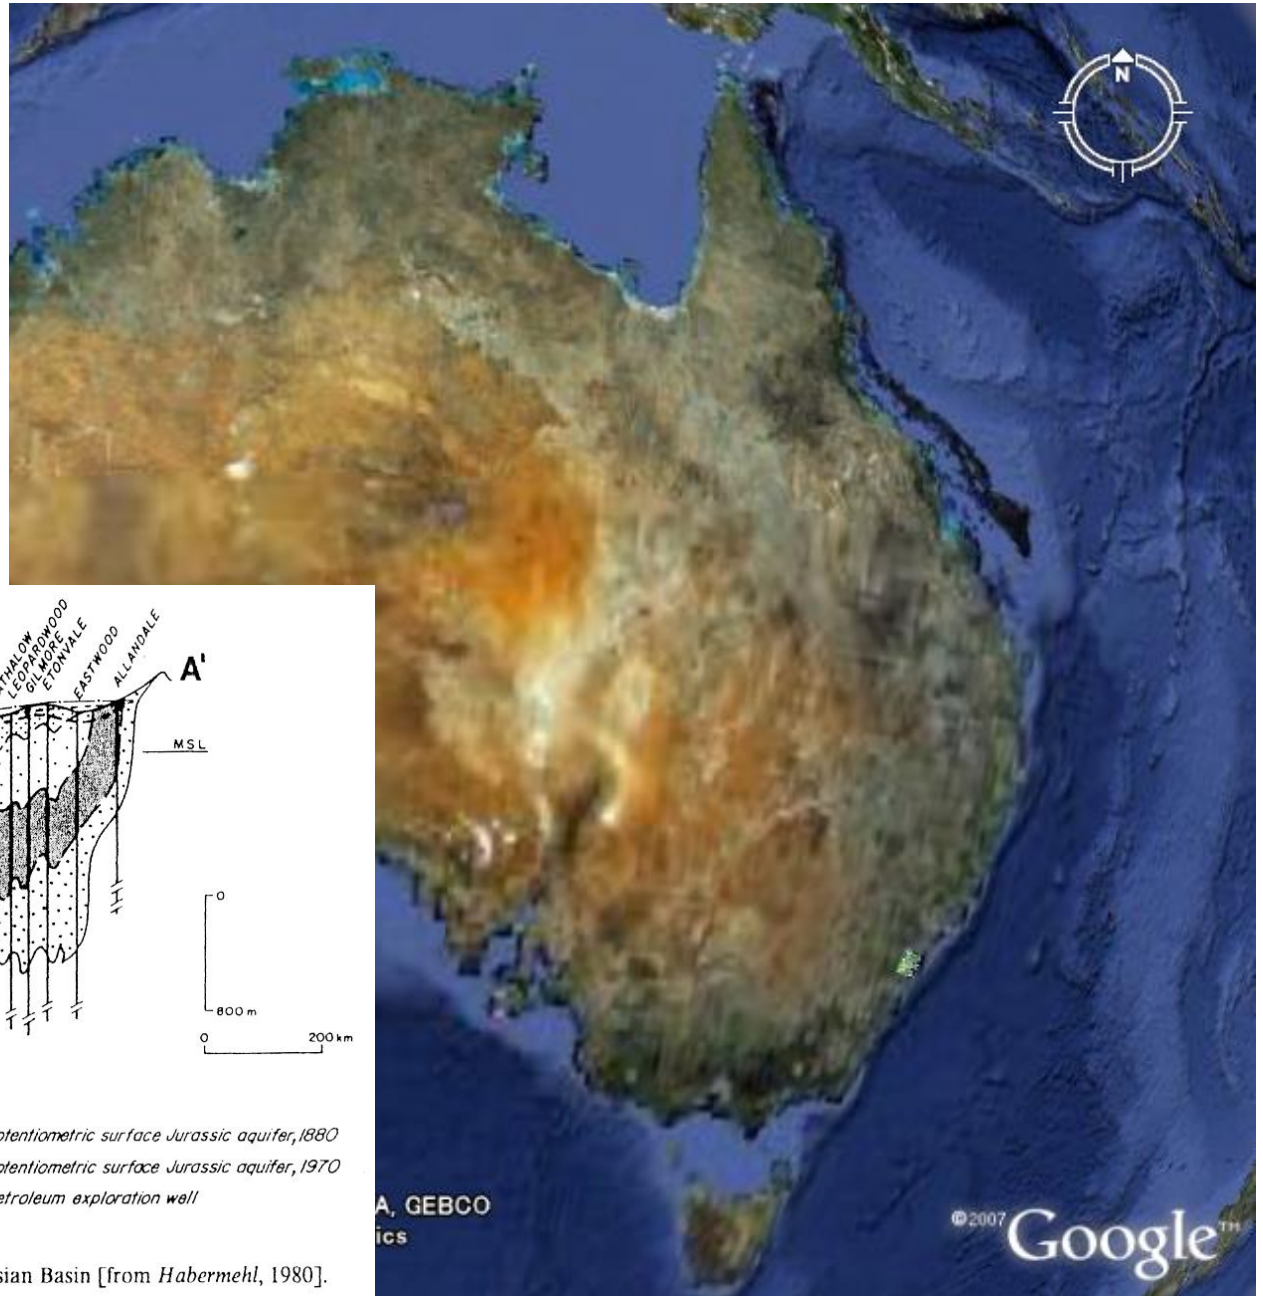 N
LEOPARDWOOD
GILMORE
ETONVALE
EASTWOOD
ALLANDALE
A'
MSL
0
800 m
0 200 km
otentiometric surface Jurassic aquifer, 1880
otentiometric surface Jurassic aquifer, 1970
etroleum exploration well
sian Basin [from Habermehl, 1980].
A, GEBCO
ics
©2007 Google™